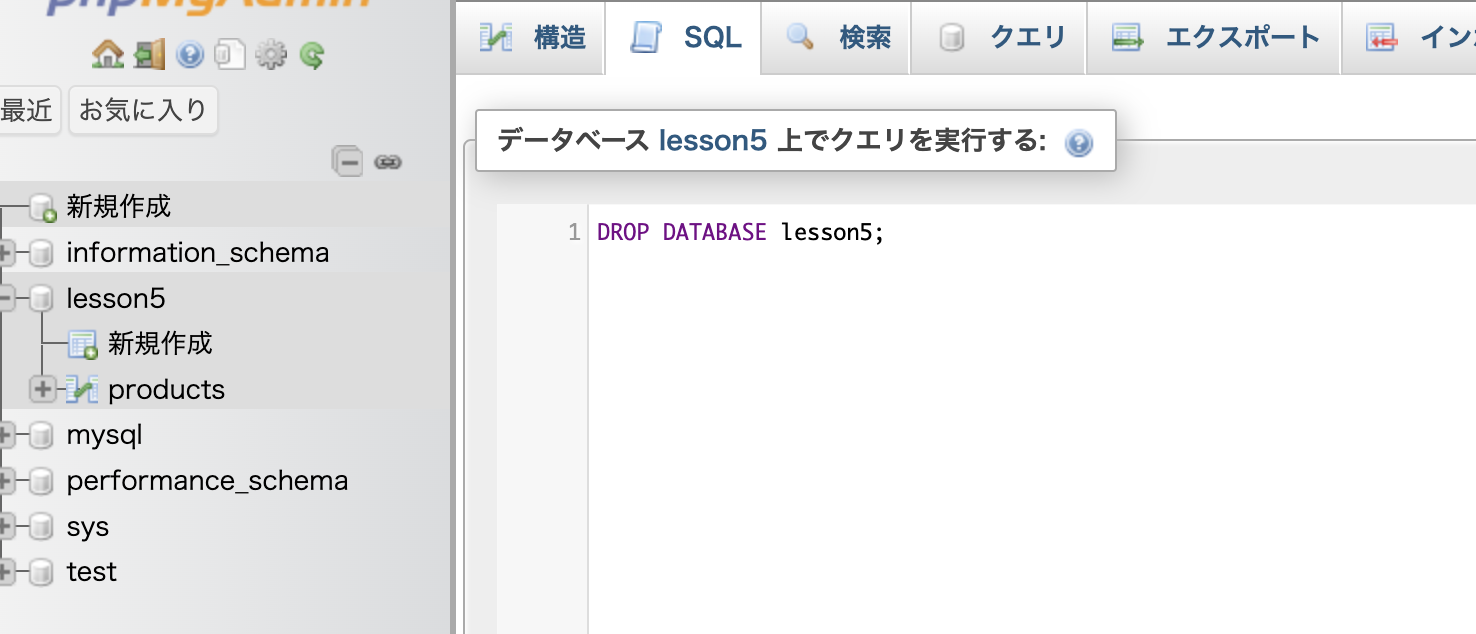 phpMyAdmin
最近
お気に入り
新規作成
information_schema
lesson5
新規作成
products
mysql
performance_schema
sys
test
構造
SQL
検索
クエリ
エクスポート
イン
データベース lesson5 上でクエリを実行する:
1
DROP DATABASE lesson5;